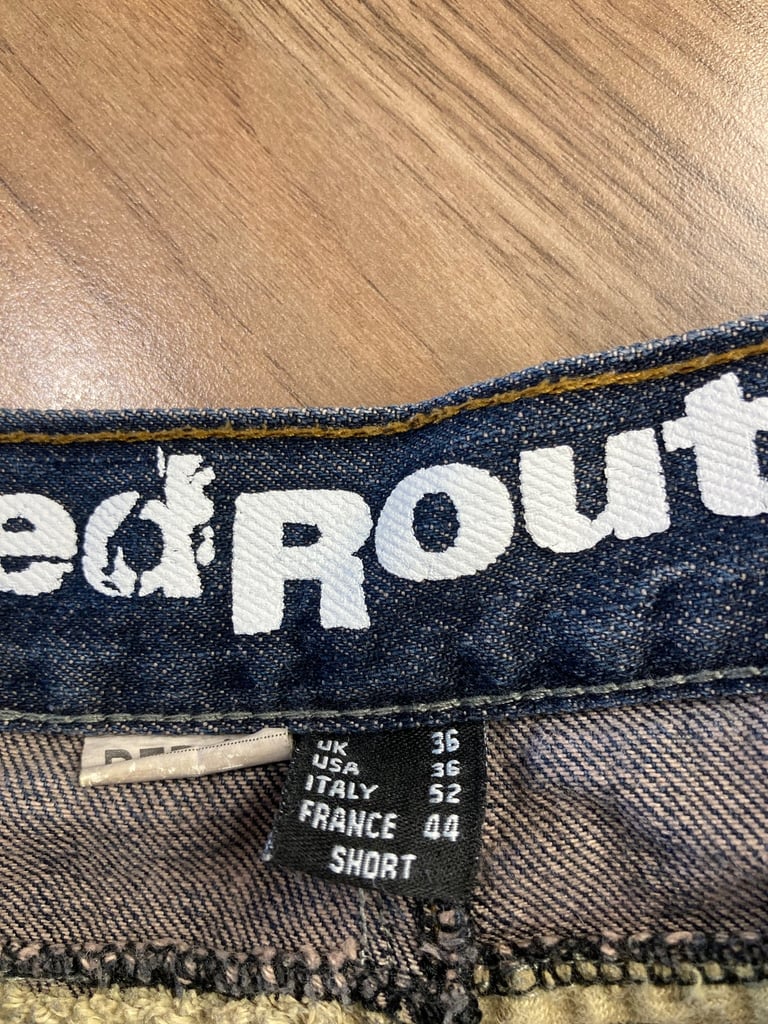 edRout
UK 36
USA 36
ITALY 52
FRANCE 44
SHORT